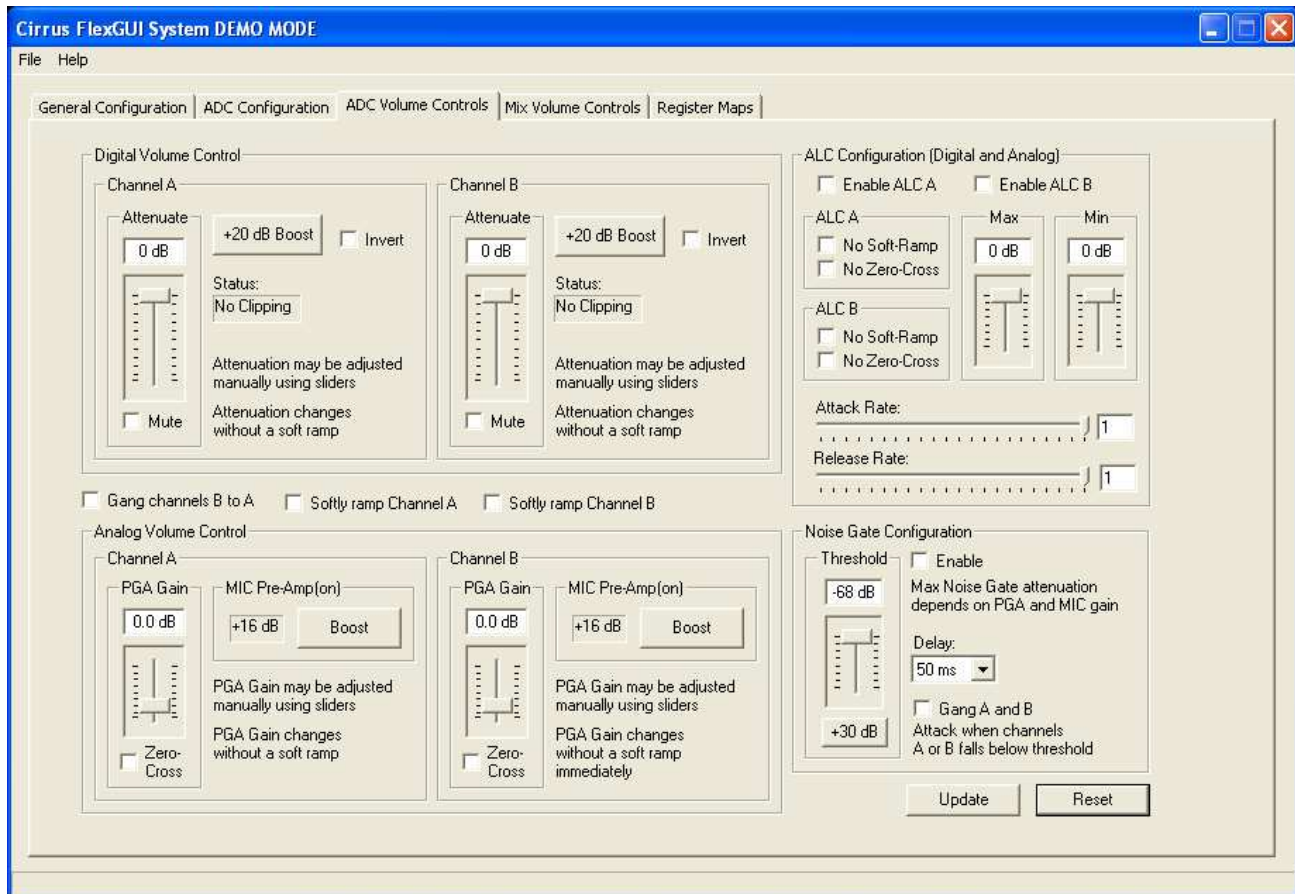 Cirrus FlexGUI System DEMO MODE
File Help
General Configuration ADC Configuration ADC Volume Controls Mix Volume Controls Register Maps
Digital Volume Control
Channel A
Attenuate
0 dB
+20 dB Boost
Invert
Status:
No Clipping
Attenuation may be adjusted
manually using sliders
Mute
Attenuation changes
without a soft ramp
Channel B
Attenuate
0 dB
+20 dB Boost
Invert
Status:
No Clipping
Attenuation may be adjusted
manually using sliders
Mute
Attenuation changes
without a soft ramp
ALC Configuration (Digital and Analog)
Enable ALC A
Enable ALC B
ALC A
No Soft-Ramp
No Zero-Cross
ALC B
No Soft-Ramp
No Zero-Cross
Max
0 dB
Min
0 dB
Attack Rate:
1
Release Rate:
1
Gang channels B to A
Softly ramp Channel A
Softly ramp Channel B
Analog Volume Control
Channel A
PGA Gain
0.0 dB
MIC Pre-Amp(on)
+16 dB
Boost
PGA Gain may be adjusted
manually using sliders
PGA Gain changes
without a soft ramp
Zero-
Cross
Channel B
PGA Gain
0.0 dB
MIC Pre-Amp(on)
+16 dB
Boost
PGA Gain may be adjusted
manually using sliders
PGA Gain changes
without a soft ramp
immediately
Zero-
Cross
Noise Gate Configuration
Threshold
-68 dB
+30 dB
Enable
Max Noise Gate attenuation
depends on PGA and MIC gain
Delay:
50 ms
Gang A and B
Attack when channels
A or B falls below threshold
Update
Reset